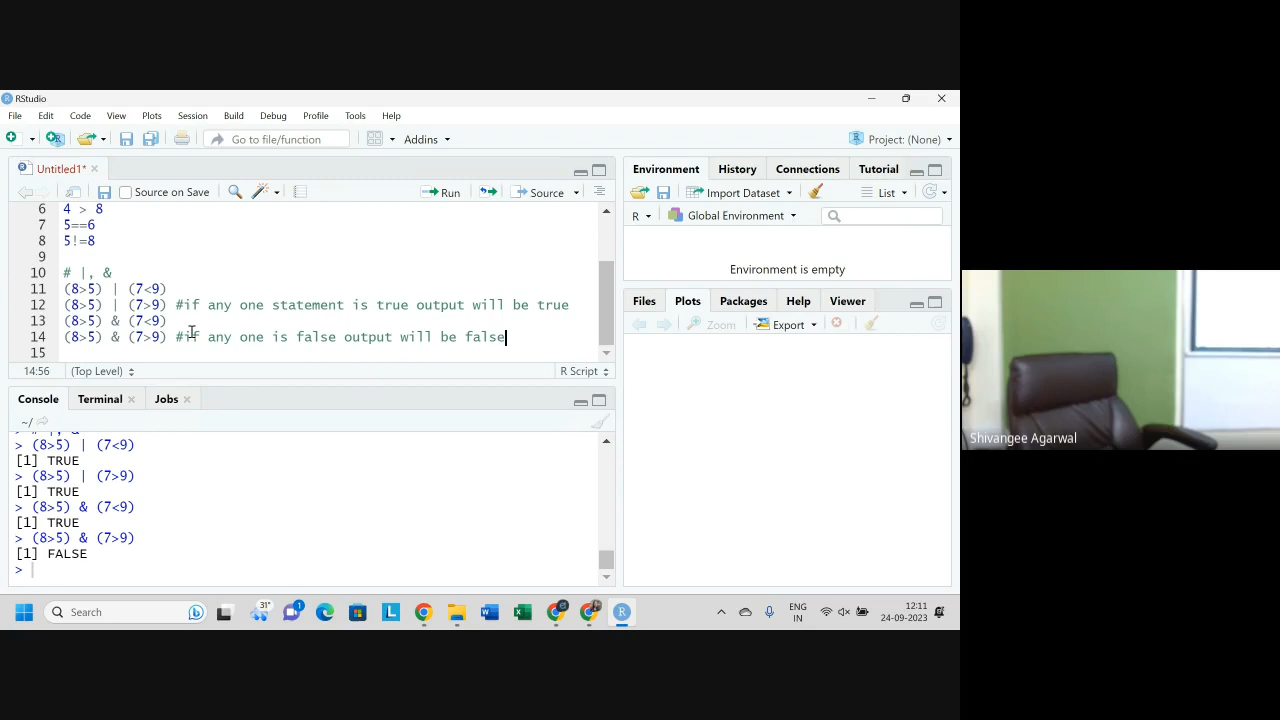 RStudio
File Edit Code View Plots Session Build Debug Profile Tools Help
Go to file/function Addins Project: (None)
Untitled1*
Source on Save Run Source
6 4 > 8
7 5==6
8 5!=8
9
10 # |, &
11 (8>5) | (7<9)
12 (8>5) | (7>9) #if any one statement is true output will be true
13 (8>5) & (7<9)
14 (8>5) & (7>9) #if any one is false output will be false
15
14:56 (Top Level) R Script
Console Terminal Jobs
~/
> (8>5) | (7<9)
[1] TRUE
> (8>5) | (7>9)
[1] TRUE
> (8>5) & (7<9)
[1] TRUE
> (8>5) & (7>9)
[1] FALSE
>
Environment History Connections Tutorial
Import Dataset List
R Global Environment
Environment is empty
Files Plots Packages Help Viewer
Zoom Export
Shivangee Agarwal
Search 31° 1 ENG IN 12:11 24-09-2023